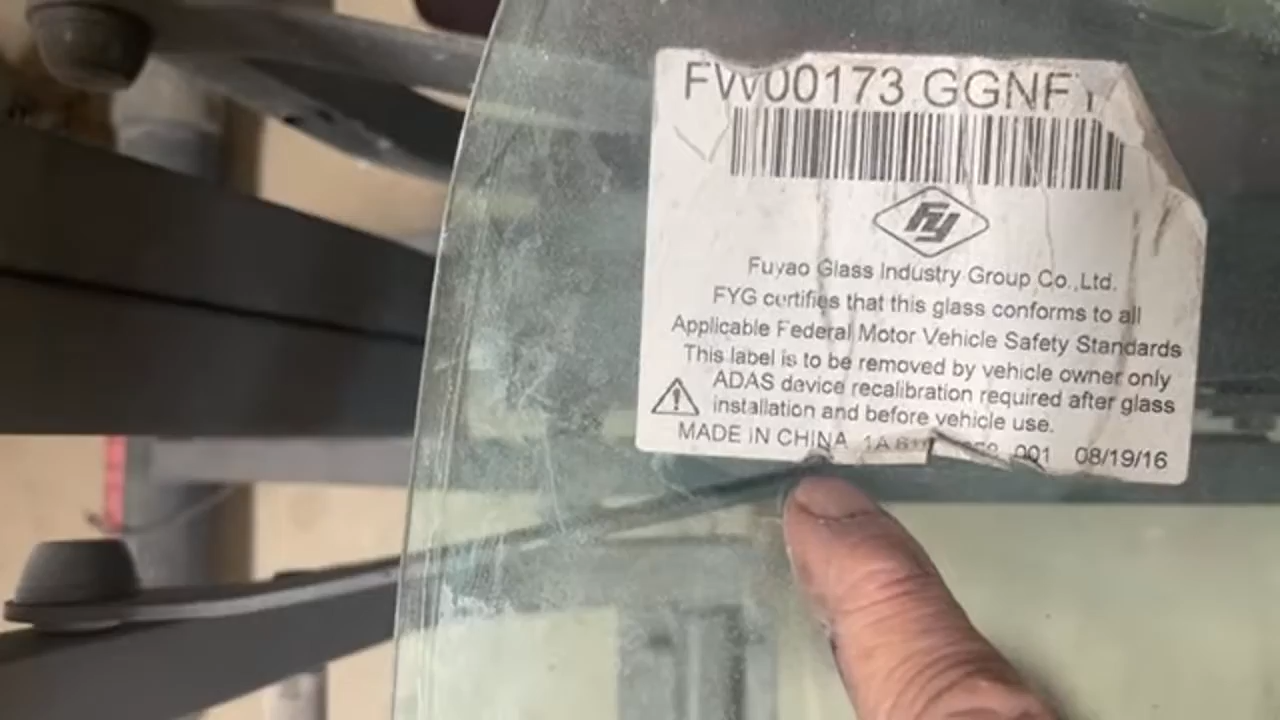 FW00173 GGNFY
Fy
Fuyao Glass Industry Group Co.,Ltd.
FYG certifies that this glass conforms to all
Applicable Federal Motor Vehicle Safety Standards
This label is to be removed by vehicle owner only
ADAS device recalibration required after glass
installation and before vehicle use.
MADE IN CHINA 001 08/19/16